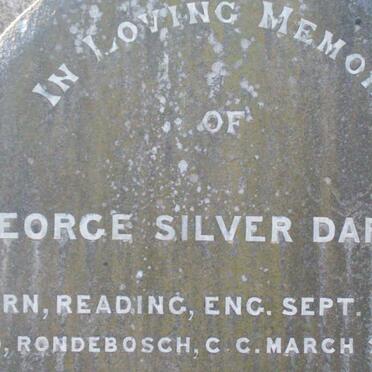 IN LOVING MEMO
OF
EORGE SILVER DA
RN, READING, ENG. SEPT.
RONDEBOSCH, C.C. MARCH